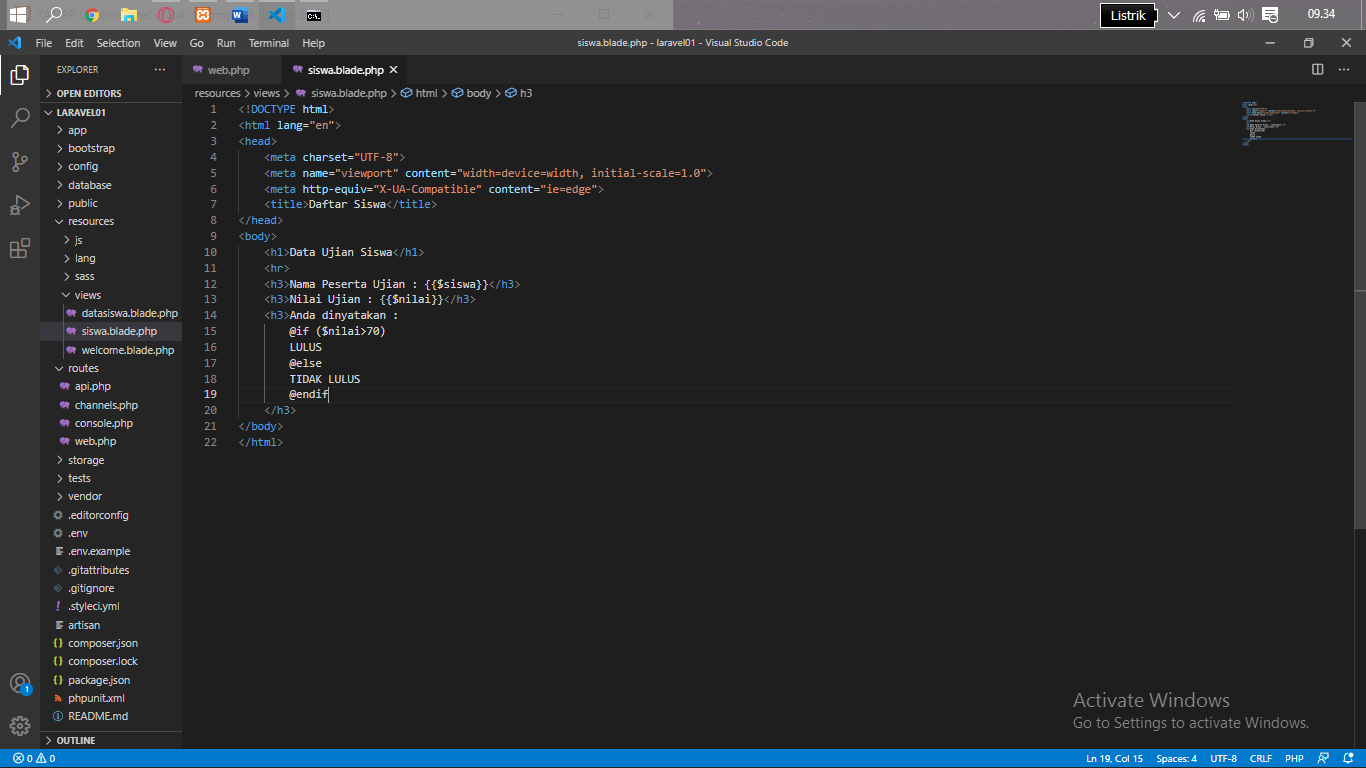 Listrik
09.34
File Edit Selection View Go Run Terminal Help
siswa.blade.php - laravel01 - Visual Studio Code
EXPLORER
OPEN EDITORS
LARAVEL01
app
bootstrap
config
database
public
resources
js
lang
sass
views
datasiswa.blade.php
siswa.blade.php
welcome.blade.php
routes
api.php
channels.php
console.php
web.php
storage
tests
vendor
.editorconfig
.env
.env.example
.gitattributes
.gitignore
.styleci.yml
artisan
composer.json
composer.lock
package.json
phpunit.xml
README.md
OUTLINE
1
web.php
siswa.blade.php
resources > views > siswa.blade.php > html > body > h3
1 <!DOCTYPE html>
2 <html lang="en">
3 <head>
4 <meta charset="UTF-8">
5 <meta name="viewport" content="width=device=width, initial-scale=1.0">
6 <meta http-equiv="X-UA-Compatible" content="ie=edge">
7 <title>Daftar Siswa</title>
8 </head>
9 <body>
10 <h1>Data Ujian Siswa</h1>
11 <hr>
12 <h3>Nama Peserta Ujian : {{$siswa}}</h3>
13 <h3>Nilai Ujian : {{$nilai}}</h3>
14 <h3>Anda dinyatakan :
15 @if ($nilai>70)
16 LULUS
17 @else
18 TIDAK LULUS
19 @endif
20 </h3>
21 </body>
22 </html>
Activate Windows
Go to Settings to activate Windows.
0 0
Ln 19, Col 15 Spaces: 4 UTF-8 CRLF PHP